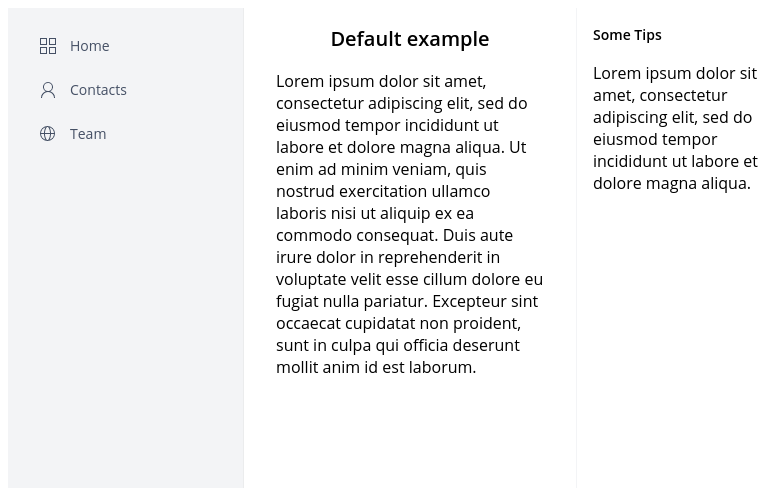 Home
Contacts
Team
Default example
Lorem ipsum dolor sit amet,
consectetur adipiscing elit, sed do
eiusmod tempor incididunt ut
labore et dolore magna aliqua. Ut
enim ad minim veniam, quis
nostrud exercitation ullamco
laboris nisi ut aliquip ex ea
commodo consequat. Duis aute
irure dolor in reprehenderit in
voluptate velit esse cillum dolore eu
fugiat nulla pariatur. Excepteur sint
occaecat cupidatat non proident,
sunt in culpa qui officia deserunt
mollit anim id est laborum.
Some Tips
Lorem ipsum dolor sit
amet, consectetur
adipiscing elit, sed do
eiusmod tempor
incididunt ut labore et
dolore magna aliqua.